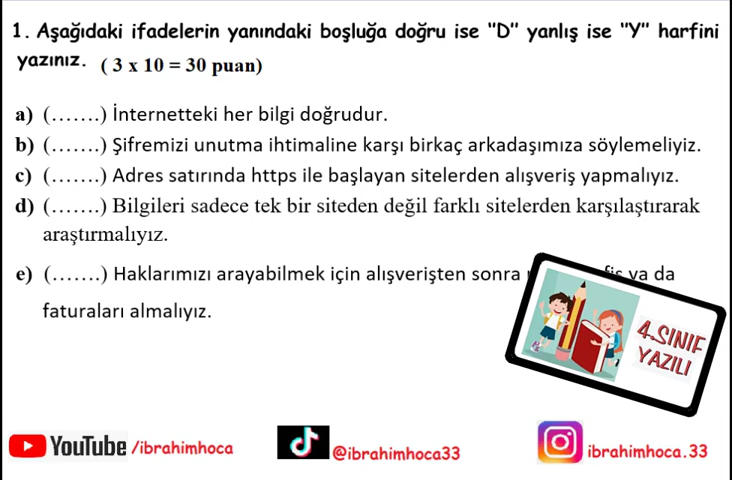 1. Aşağıdaki ifadelerin yanındaki boşluğa doğru ise "D" yanlış ise "Y" harfini
yazınız. ( 3 x 10 = 30 puan)
a) (…….) İnternetteki her bilgi doğrudur.
b) (…….) Şifremizi unutma ihtimaline karşı birkaç arkadaşımıza söylemeliyiz.
c) (…….) Adres satırında https ile başlayan sitelerden alışveriş yapmalıyız.
d) (…….) Bilgileri sadece tek bir siteden değil farklı sitelerden karşılaştırarak
araştırmalıyız.
e) (…….) Haklarımızı arayabilmek için alışverişten sonra fiş ya da
faturaları almalıyız.
4.SINIF
YAZILI
YouTube /ibrahimhoca
@ibrahimhoca33
ibrahimhoca.33